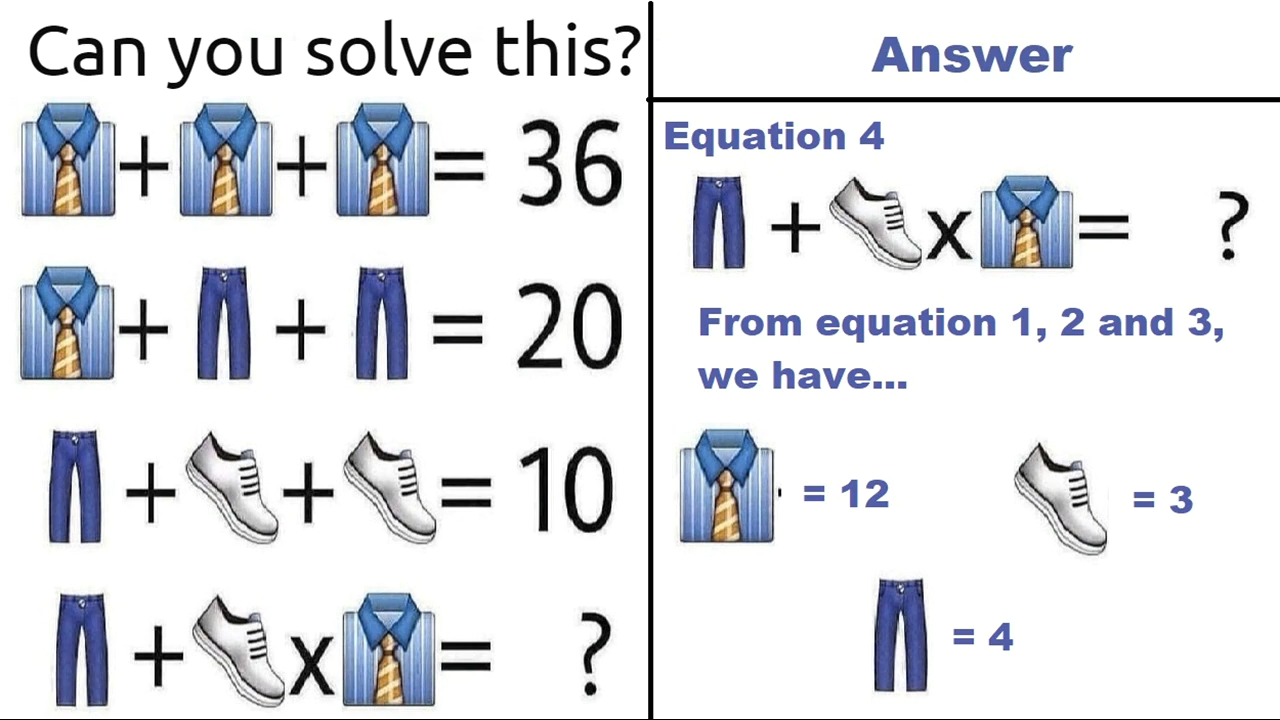 Can you solve this?
+ + = 36
+ + = 20
+ + = 10
+ x = ?
Answer
Equation 4
+ x = ?
From equation 1, 2 and 3,
we have...
= 12
= 3
= 4